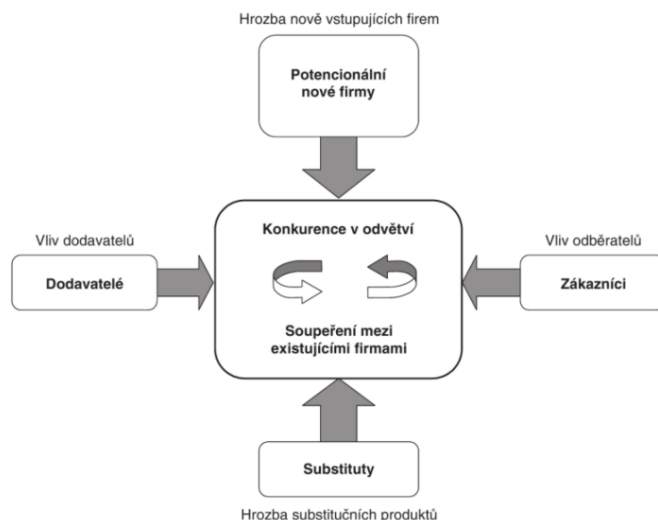 Hrozba nově vstupujících firem
Potencionální
nové firmy
Konkurence v odvětví
Vliv dodavatelů
Dodavatelé
Vliv odběratelů
Zákazníci
Soupeření mezi
existujícími firmami
Substituty
Hrozba substitučních produktů